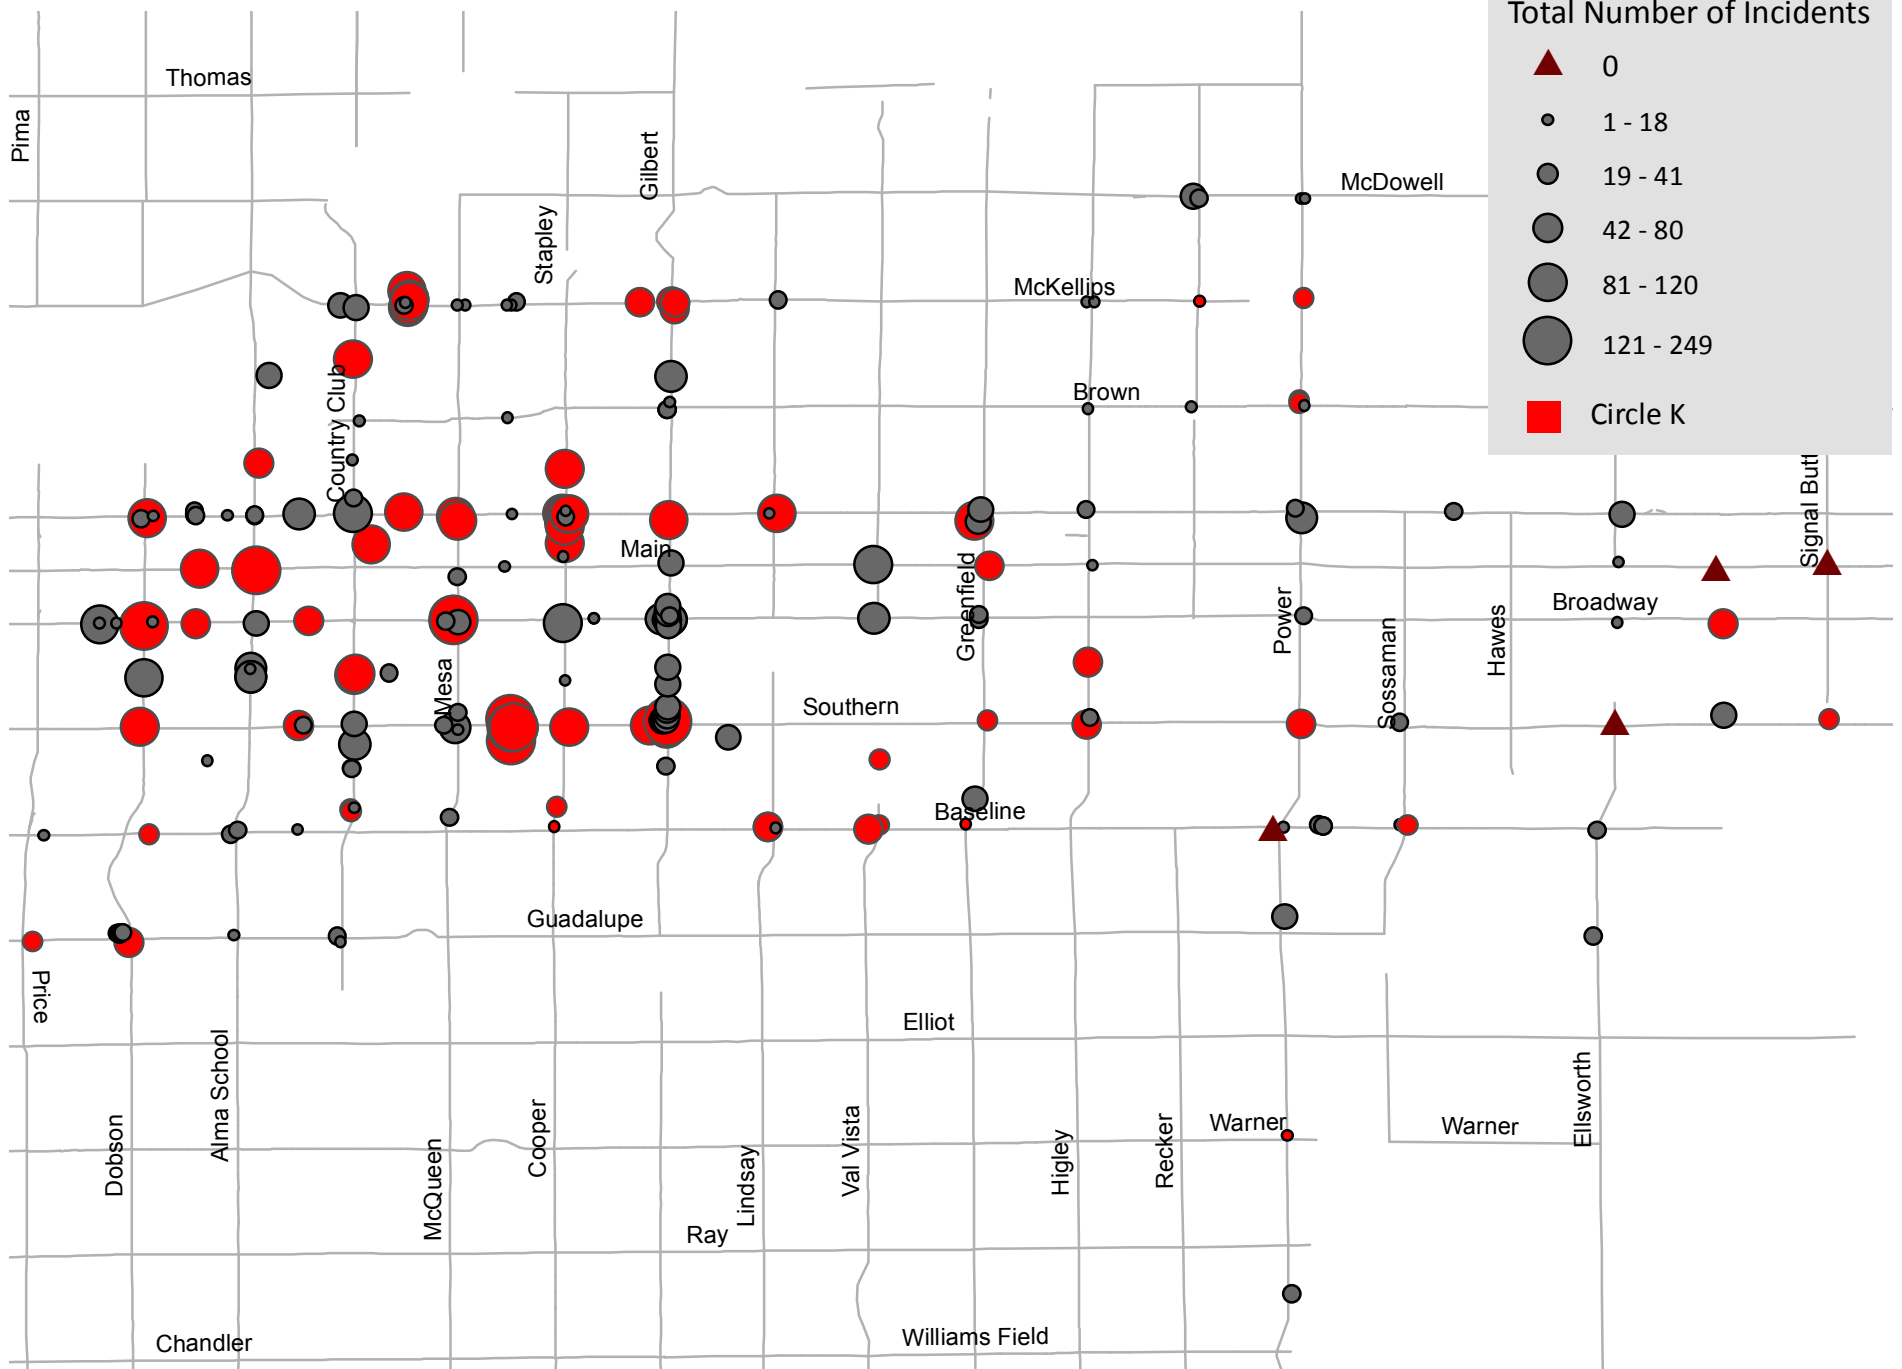 Total Number of Incidents
0
1 - 18
19 - 41
42 - 80
81 - 120
121 - 249
Circle K
Thomas
Pima
Gilbert
McDowell
Stapley
McKellips
Country Club
Brown
Signal Butt
Main
Greenfield
Power
Broadway
Sossaman
Hawes
Mesa
Southern
Baseline
Guadalupe
Price
Elliot
Alma School
Dobson
McQueen
Cooper
Lindsay
Val Vista
Higley
Recker
Warner
Warner
Ellsworth
Ray
Chandler
Williams Field